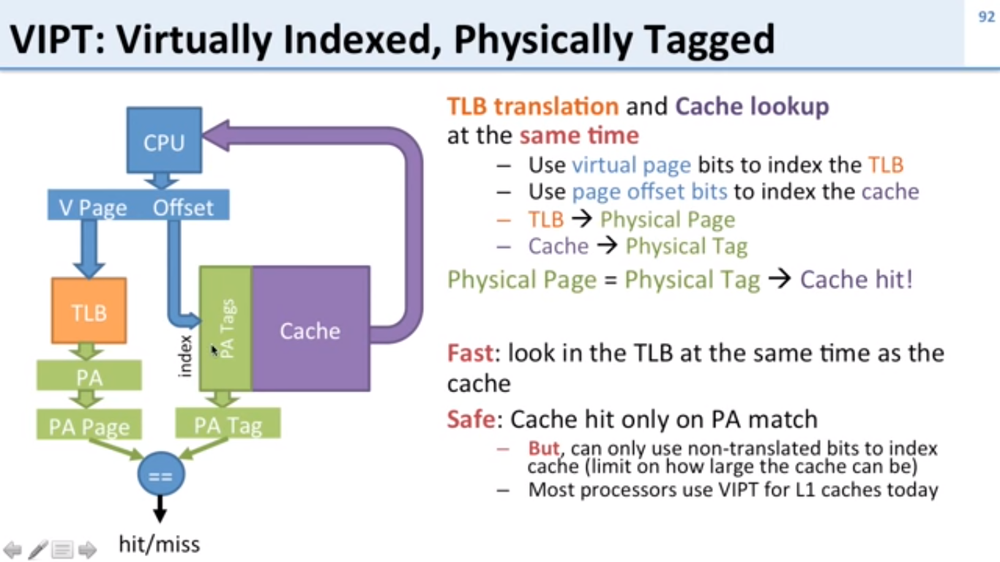 VIPT: Virtually Indexed, Physically Tagged
92
CPU
V Page Offset
TLB
index
PA Tags
Cache
PA
PA Page
PA Tag
==
hit/miss
TLB translation and Cache lookup
at the same time
– Use virtual page bits to index the TLB
– Use page offset bits to index the cache
– TLB → Physical Page
– Cache → Physical Tag
Physical Page = Physical Tag → Cache hit!
Fast: look in the TLB at the same time as the
cache
Safe: Cache hit only on PA match
– But, can only use non-translated bits to index
cache (limit on how large the cache can be)
– Most processors use VIPT for L1 caches today